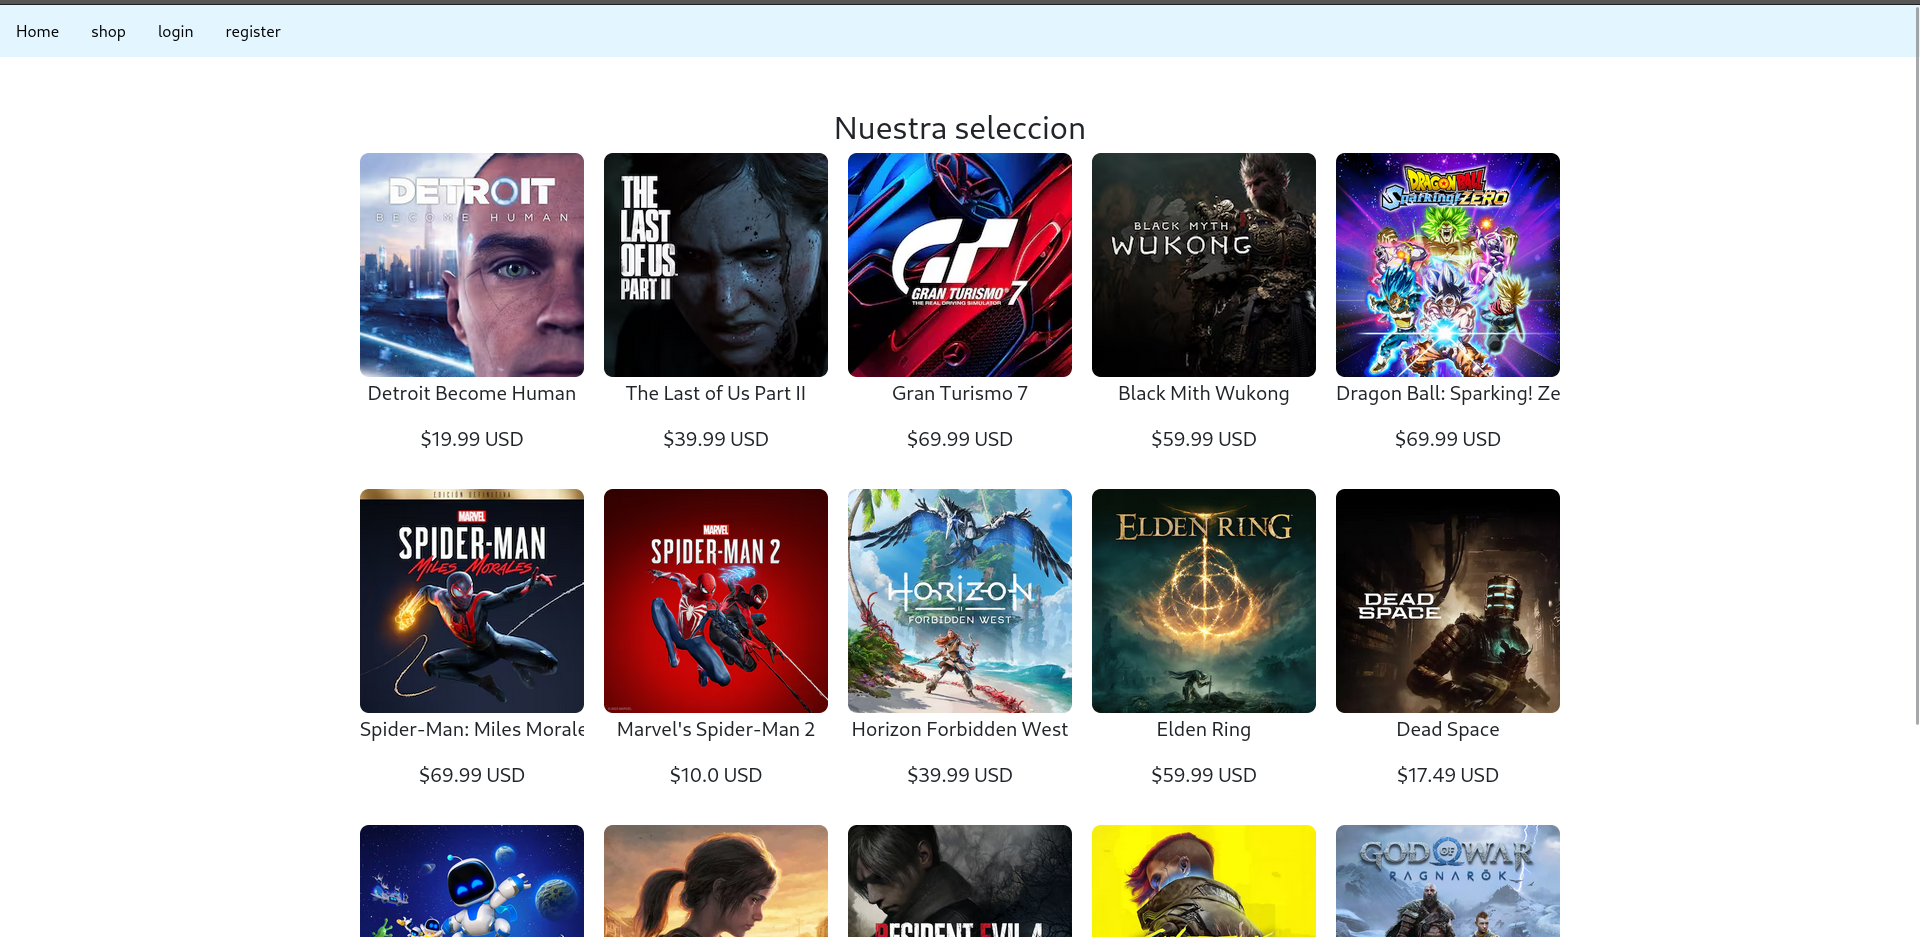 Home shop login register
Nuestra seleccion
DETROIT
BECOME HUMAN
THE
LAST
OF US
PART II
GT
GRAN TURISMO 7
THE REAL DRIVING SIMULATOR
BLACK MYTH
WUKONG
DRAGON BALL
Sparking! ZERO
Detroit Become Human
The Last of Us Part II
Gran Turismo 7
Black Mith Wukong
Dragon Ball: Sparking! Ze
$19.99 USD
$39.99 USD
$69.99 USD
$59.99 USD
$69.99 USD
EDICIÓN DEFINITIVA
MARVEL
SPIDER-MAN
MILES MORALES
MARVEL
SPIDER-MAN 2
HORIZON
II
FORBIDDEN WEST
ELDEN RING
DEAD
SPACE
Spider-Man: Miles Morale
Marvel's Spider-Man 2
Horizon Forbidden West
Elden Ring
Dead Space
$69.99 USD
$10.0 USD
$39.99 USD
$59.99 USD
$17.49 USD
RESIDENT EVIL 4
GOD OF WAR
RAGNARÖK